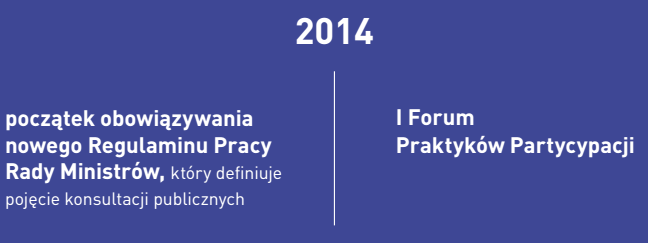 2014
początek obowiązywania
nowego Regulaminu Pracy
Rady Ministrów, który definiuje
pojęcie konsultacji publicznych
I Forum
Praktyków Partycypacji